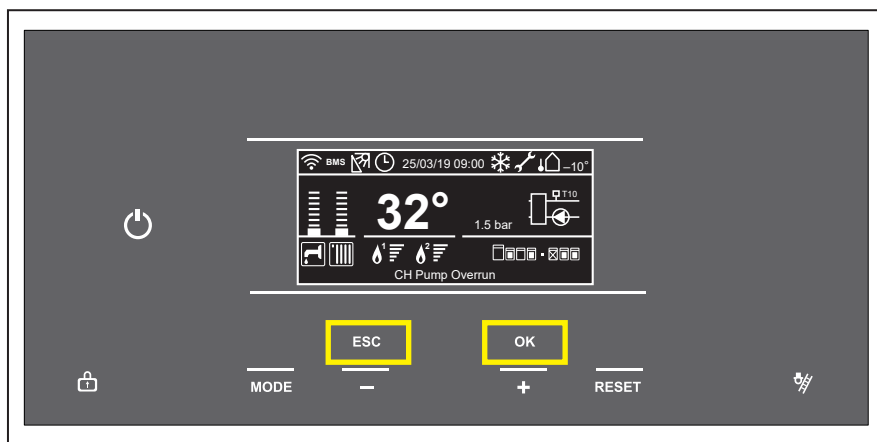 BMS 25/03/19 09:00 –10°
T10
32° 1.5 bar
1 2
CH Pump Overrun
ESC OK
MODE – + RESET